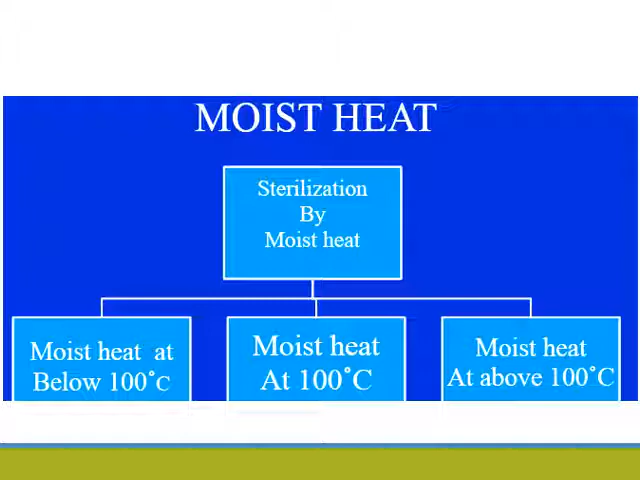 MOIST HEAT
Sterilization
By
Moist heat
Moist heat at
Below 100˚C
Moist heat
At 100˚C
Moist heat
At above 100˚C